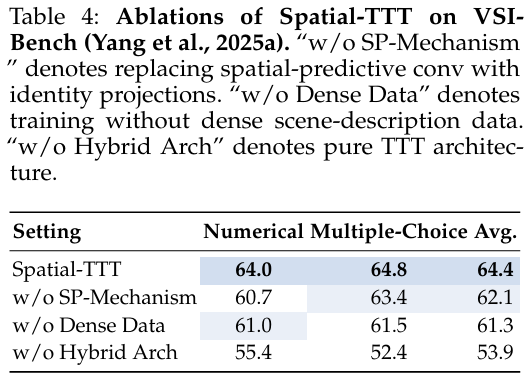 Table 4: Ablations of Spatial-TTT on VSI-
Bench (Yang et al., 2025a). “w/o SP-Mechanism
” denotes replacing spatial-predictive conv with
identity projections. “w/o Dense Data” denotes
training without dense scene-description data.
“w/o Hybrid Arch” denotes pure TTT architec-
ture.
Setting Numerical Multiple-Choice Avg.
Spatial-TTT 64.0 64.8 64.4
w/o SP-Mechanism 60.7 63.4 62.1
w/o Dense Data 61.0 61.5 61.3
w/o Hybrid Arch 55.4 52.4 53.9